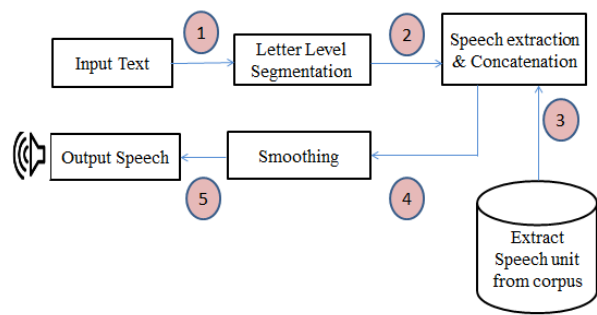 1
2
Input Text
Letter Level
Segmentation
Speech extraction
& Concatenation
3
Output Speech
Smoothing
5
4
Extract
Speech unit
from corpus